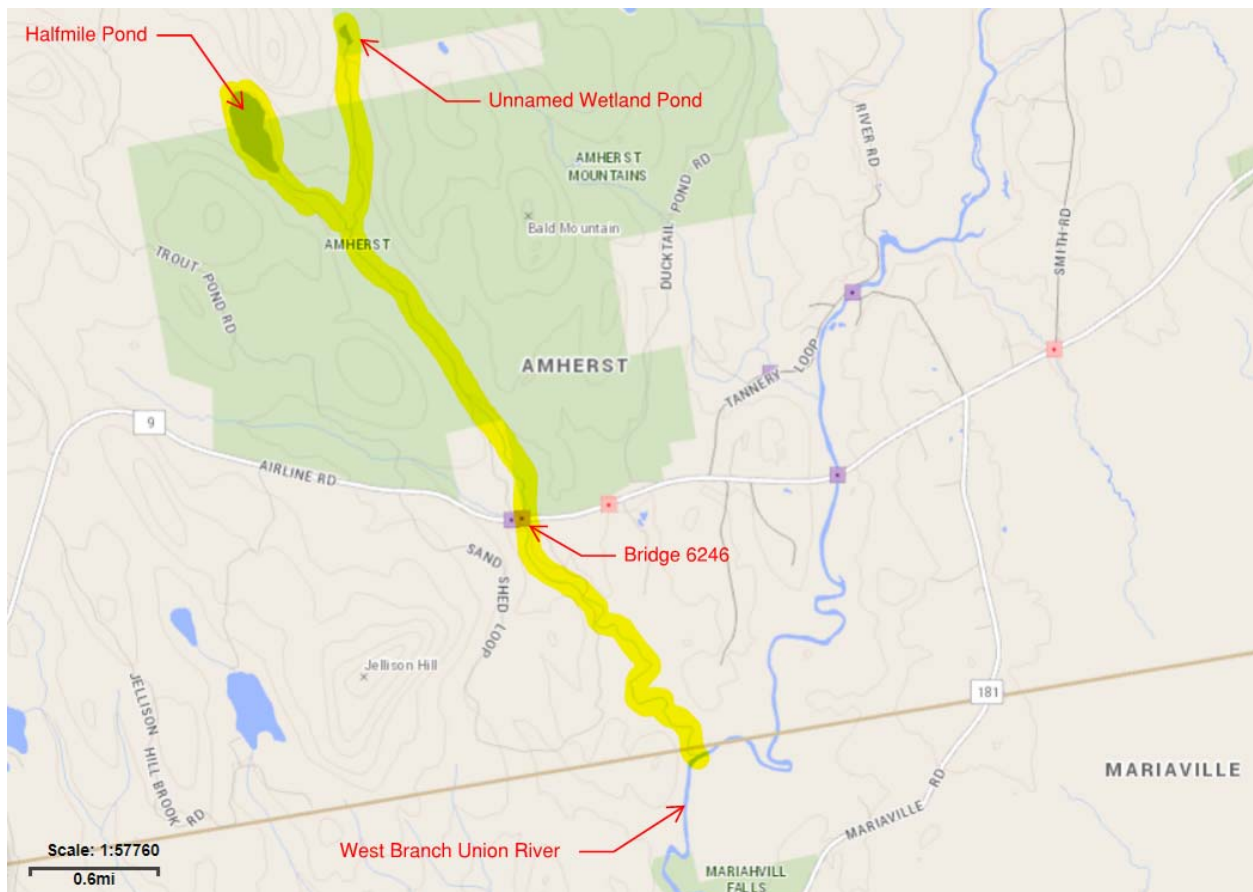 Halfmile Pond
Unnamed Wetland Pond
RIVER RD
AMHERST
MOUNTAINS
DUCKTAIL POND RD
SMITH RD
Bald Mountain
AMHERST
TROUT POND RD
AMHERST
TANNERY LOOP
9
AIRLINE RD
Bridge 6246
SAND SHED LOOP
Jellison Hill
JELLISON HILL BROOK RD
181
MARIAVILLE
MARIAVILLE RD
West Branch Union River
Scale: 1:57760
0.6mi
MARIAHVILL
FALLS